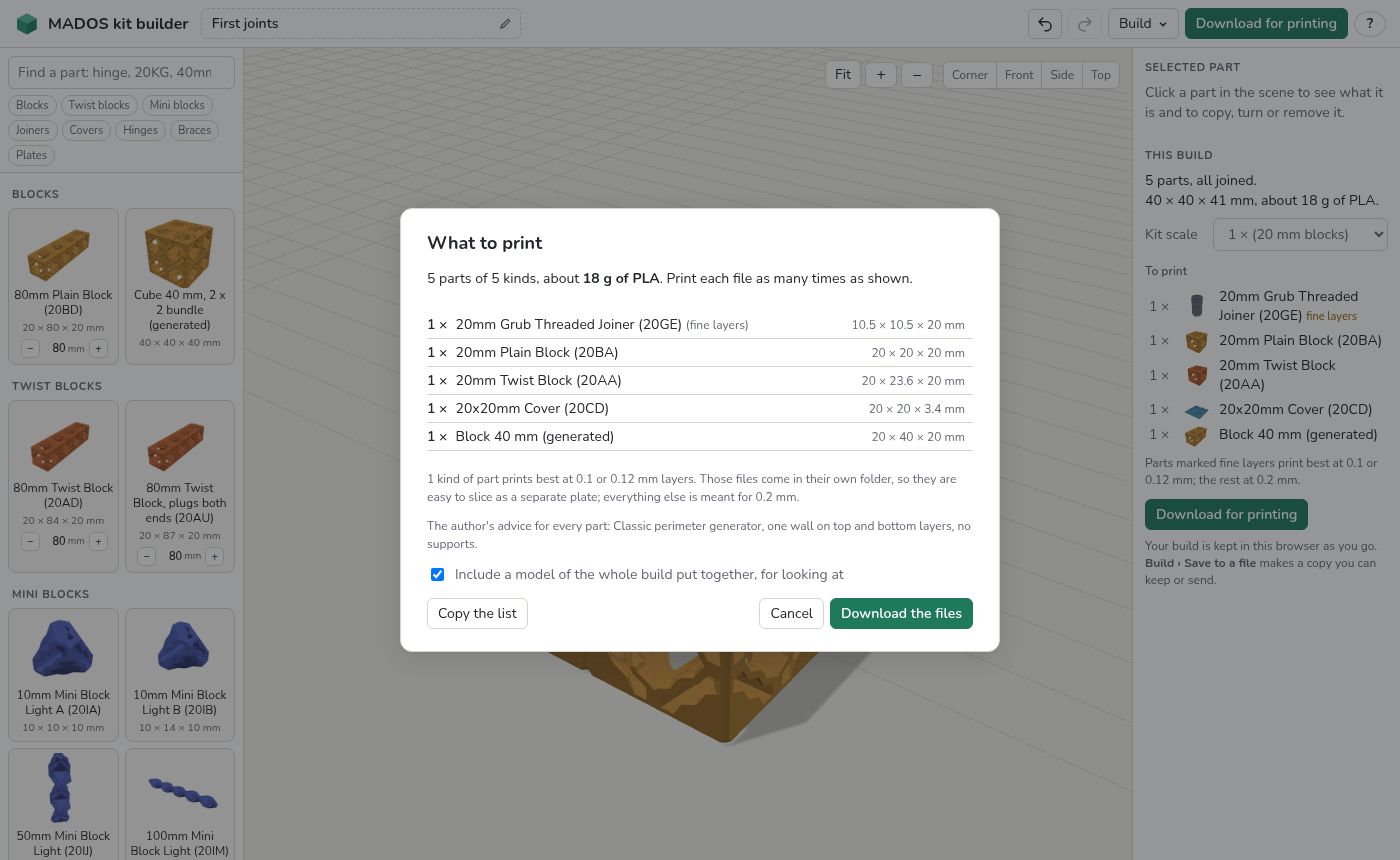 MADOS kit builder
First joints
Build
Download for printing
?
Find a part: hinge, 20KG, 40mm
Blocks
Twist blocks
Mini blocks
Joiners
Covers
Hinges
Braces
Plates
BLOCKS
80mm Plain Block
(20BD)
20 × 80 × 20 mm
− 80 mm +
Cube 40 mm, 2 x
2 bundle
(generated)
40 × 40 × 40 mm
TWIST BLOCKS
80mm Twist Block
(20AD)
20 × 84 × 20 mm
− 80 mm +
80mm Twist
Block, plugs both
ends (20AU)
20 × 87 × 20 mm
− 80 mm +
MINI BLOCKS
10mm Mini Block
Light A (20IA)
10 × 10 × 10 mm
10mm Mini Block
Light B (20IB)
10 × 14 × 10 mm
50mm Mini Block
Light (20IJ)
100mm Mini
Block Light (20IM)
Fit
+
−
Corner
Front
Side
Top
What to print
5 parts of 5 kinds, about 18 g of PLA. Print each file as many times as shown.
1 × 20mm Grub Threaded Joiner (20GE) (fine layers) 10.5 × 10.5 × 20 mm
1 × 20mm Plain Block (20BA) 20 × 20 × 20 mm
1 × 20mm Twist Block (20AA) 20 × 23.6 × 20 mm
1 × 20x20mm Cover (20CD) 20 × 20 × 3.4 mm
1 × Block 40 mm (generated) 20 × 40 × 20 mm
1 kind of part prints best at 0.1 or 0.12 mm layers. Those files come in their own folder, so they are
easy to slice as a separate plate; everything else is meant for 0.2 mm.
The author's advice for every part: Classic perimeter generator, one wall on top and bottom layers, no
supports.
Include a model of the whole build put together, for looking at
Copy the list
Cancel
Download the files
SELECTED PART
Click a part in the scene to see what it
is and to copy, turn or remove it.
THIS BUILD
5 parts, all joined.
40 × 40 × 41 mm, about 18 g of PLA.
Kit scale
1 × (20 mm blocks)
To print
1 × 20mm Grub Threaded
Joiner (20GE) fine layers
1 × 20mm Plain Block (20BA)
1 × 20mm Twist Block
(20AA)
1 × 20x20mm Cover (20CD)
1 × Block 40 mm (generated)
Parts marked fine layers print best at 0.1 or
0.12 mm; the rest at 0.2 mm.
Download for printing
Your build is kept in this browser as you go.
Build › Save to a file makes a copy you can
keep or send.